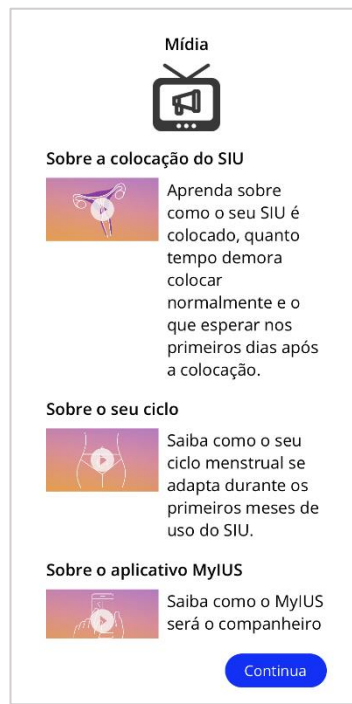 Mídia
Sobre a colocação do SIU
Aprenda sobre
como o seu SIU é
colocado, quanto
tempo demora
colocar
normalmente e o
que esperar nos
primeiros dias após
a colocação.
Sobre o seu ciclo
Saiba como o seu
ciclo menstrual se
adapta durante os
primeiros meses de
uso do SIU.
Sobre o aplicativo MyIUS
Saiba como o MyIUS
será o companheiro
Continua